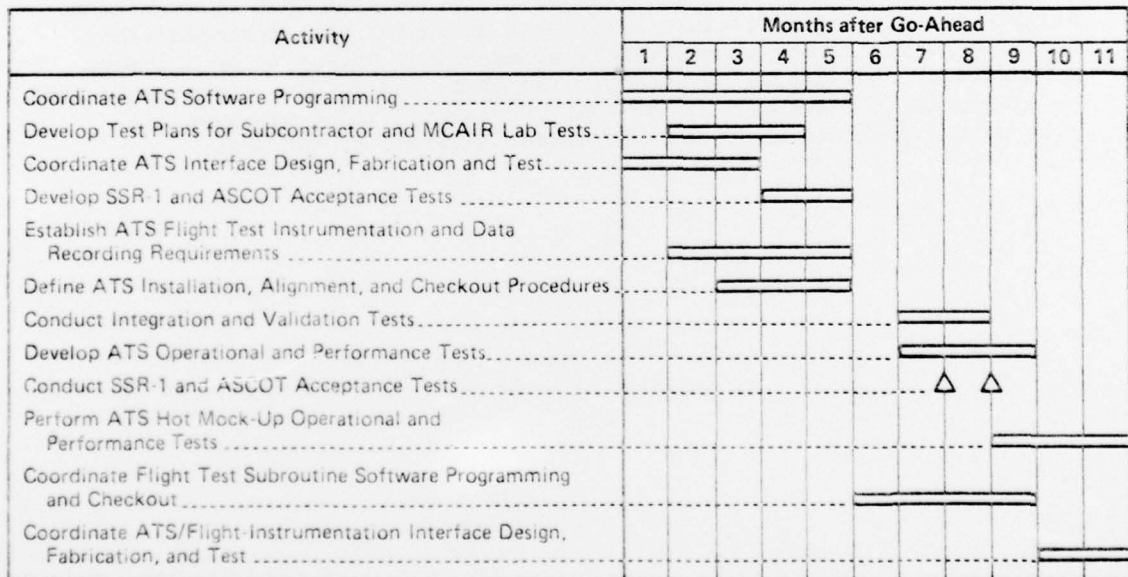 Activity
Months after Go-Ahead
1 2 3 4 5 6 7 8 9 10 11
Coordinate ATS Software Programming
Develop Test Plans for Subcontractor and MCAIR Lab Tests
Coordinate ATS Interface Design, Fabrication and Test
Develop SSR-1 and ASCOT Acceptance Tests
Establish ATS Flight Test Instrumentation and Data
Recording Requirements
Define ATS Installation, Alignment, and Checkout Procedures
Conduct Integration and Validation Tests
Develop ATS Operational and Performance Tests
Conduct SSR-1 and ASCOT Acceptance Tests
Perform ATS Hot Mock-Up Operational and
Performance Tests
Coordinate Flight Test Subroutine Software Programming
and Checkout
Coordinate ATS/Flight-Instrumentation Interface Design,
Fabrication, and Test